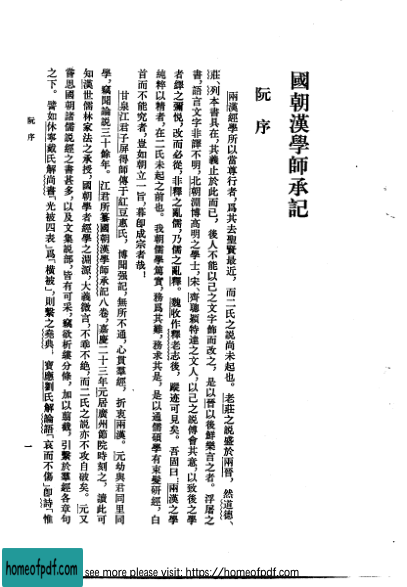 國朝漢學師承記
阮序
兩漢經學所以當尊行者，爲其去聖賢最近，而二氏之說尚未起也。老莊之說盛於兩晉，然道德、
莊、列本書具在，其義止於此而已，後人不能以己之文字飾而改之，是以晉以後鮮樂言之者。浮屠之
書，語言文字非譯不明，北朝淵博高明之學士，宋、齊聰穎特達之文人，以己之說傅會其意，以致後之學
者繹之彌悅，改而必從，非釋之亂儒，乃儒之亂釋。魏收作釋老志後，蹤迹可見矣。吾固曰：兩漢之學
純粹以精者，在二氏未起之前也。我朝儒學篤實，務爲其難，務求其是，是以通儒碩學有束髮研經，白
首而不能究者，豈如朝立一旨，暮即成宗者哉！
甘泉江君子屏得師傳于紅豆惠氏，博聞强記，無所不通，心貫羣經，折衷兩漢。元幼與君同里同
學，竊聞論說三十餘年。江君所纂國朝漢學師承記八卷，嘉慶二十三年元居廣州節院時刻之，讀此可
知漢世儒林家法之承授，國朝學者經學之淵源，大義微言，不乖不絶，而二氏之說亦不攻自破矣。元又
嘗思國朝諸儒說經之書甚多，以及文集說部，皆有可采，竊欲析縷分條，加以翦截，引繫於羣經各章句
之下。譬如休寧戴氏解尚書「光被四表」爲「橫被」，則繫之堯典；寶應劉氏解論語「哀而不傷」即詩「惟
阮序
一
homeofpdf.com
see more please visit: https://homeofpdf.com